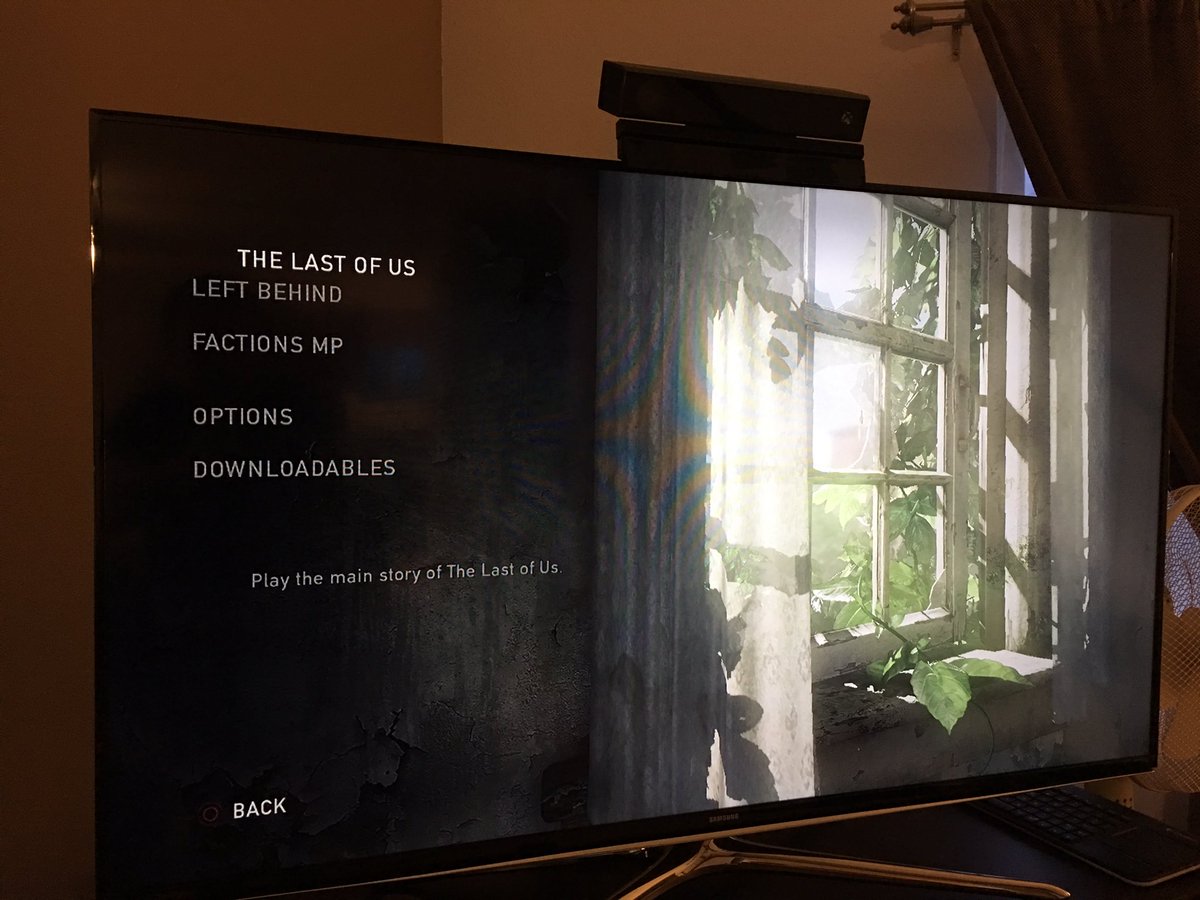 THE LAST OF US
LEFT BEHIND
FACTIONS MP
OPTIONS
DOWNLOADABLES
Play the main story of The Last of Us.
BACK
SAMSUNG